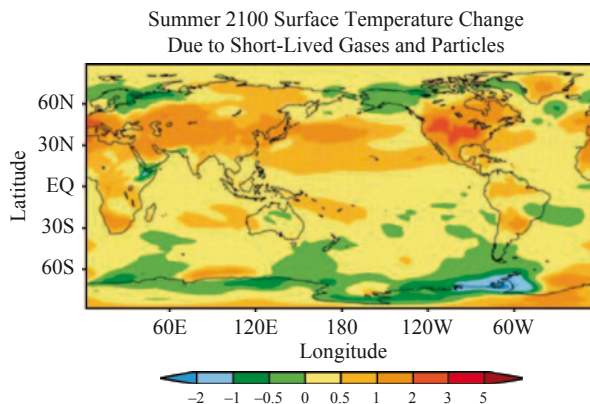 Summer 2100 Surface Temperature Change
Due to Short-Lived Gases and Particles
Latitude
60N
30N
EQ
30S
60S
60E 120E 180 120W 60W
Longitude
–2 –1 –0.5 0 0.5 1 2 3 5